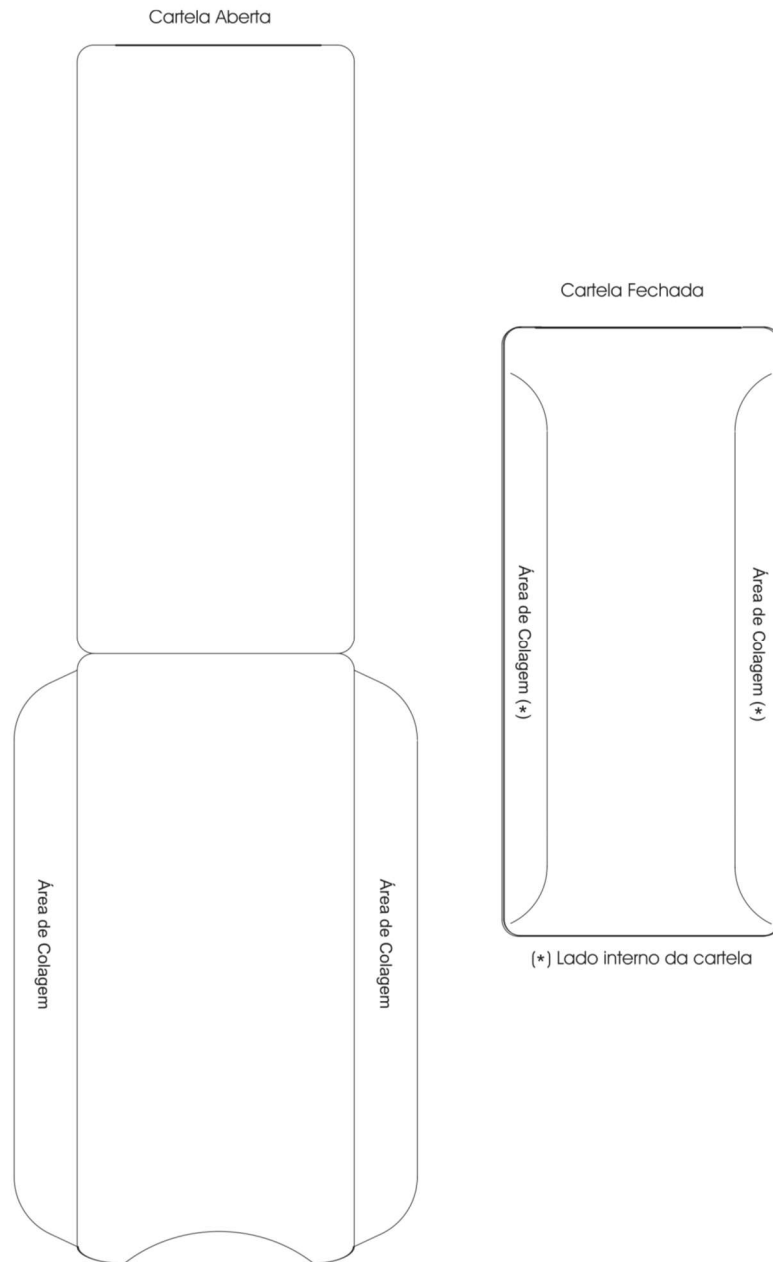 Cartela Aberta
Área de Colagem
Área de Colagem
Cartela Fechada
Área de Colagem (*)
Área de Colagem (*)
(*) Lado interno da cartela